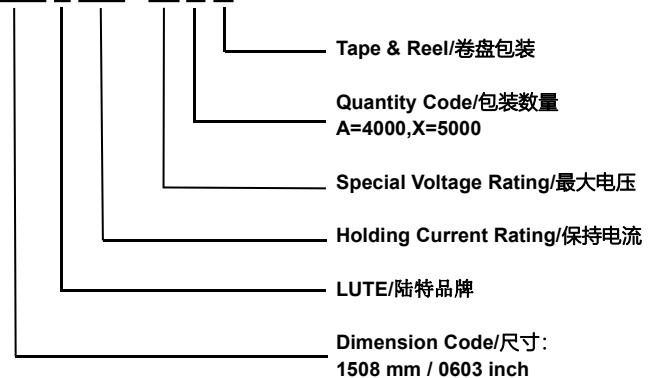 Tape & Reel/卷盘包装
Quantity Code/包装数量
A=4000,X=5000
Special Voltage Rating/最大电压
Holding Current Rating/保持电流
LUTE/陆特品牌
Dimension Code/尺寸：
1508 mm / 0603 inch